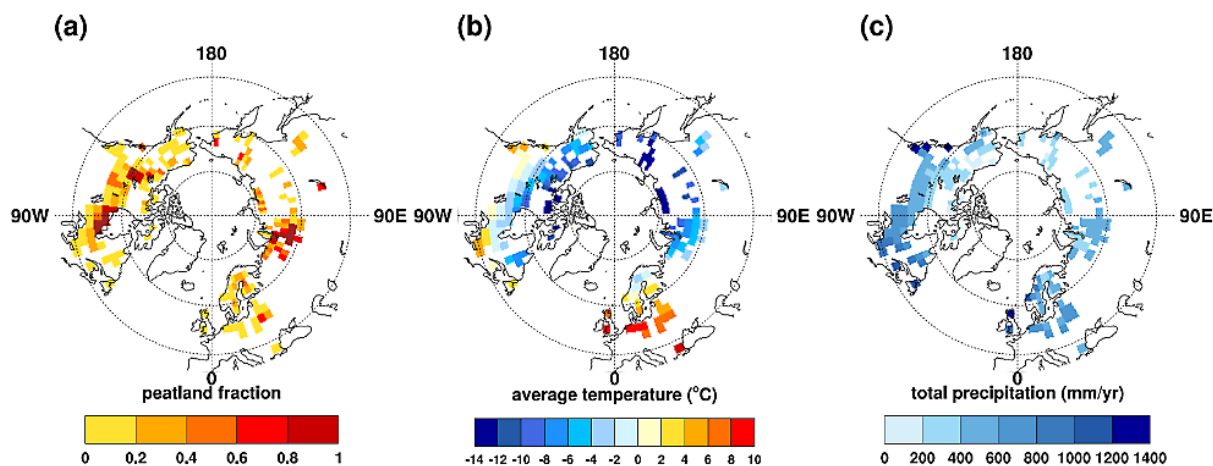 (a) (b) (c)
180 180 180
90W 90E 90W 90E 90W 90E
0 0 0
peatland fraction average temperature (°C) total precipitation (mm/yr)
0 0.2 0.4 0.6 0.8 1 -14 -12 -10 -8 -6 -4 -2 0 2 4 6 8 10 0 200 400 600 800 1000 1200 1400